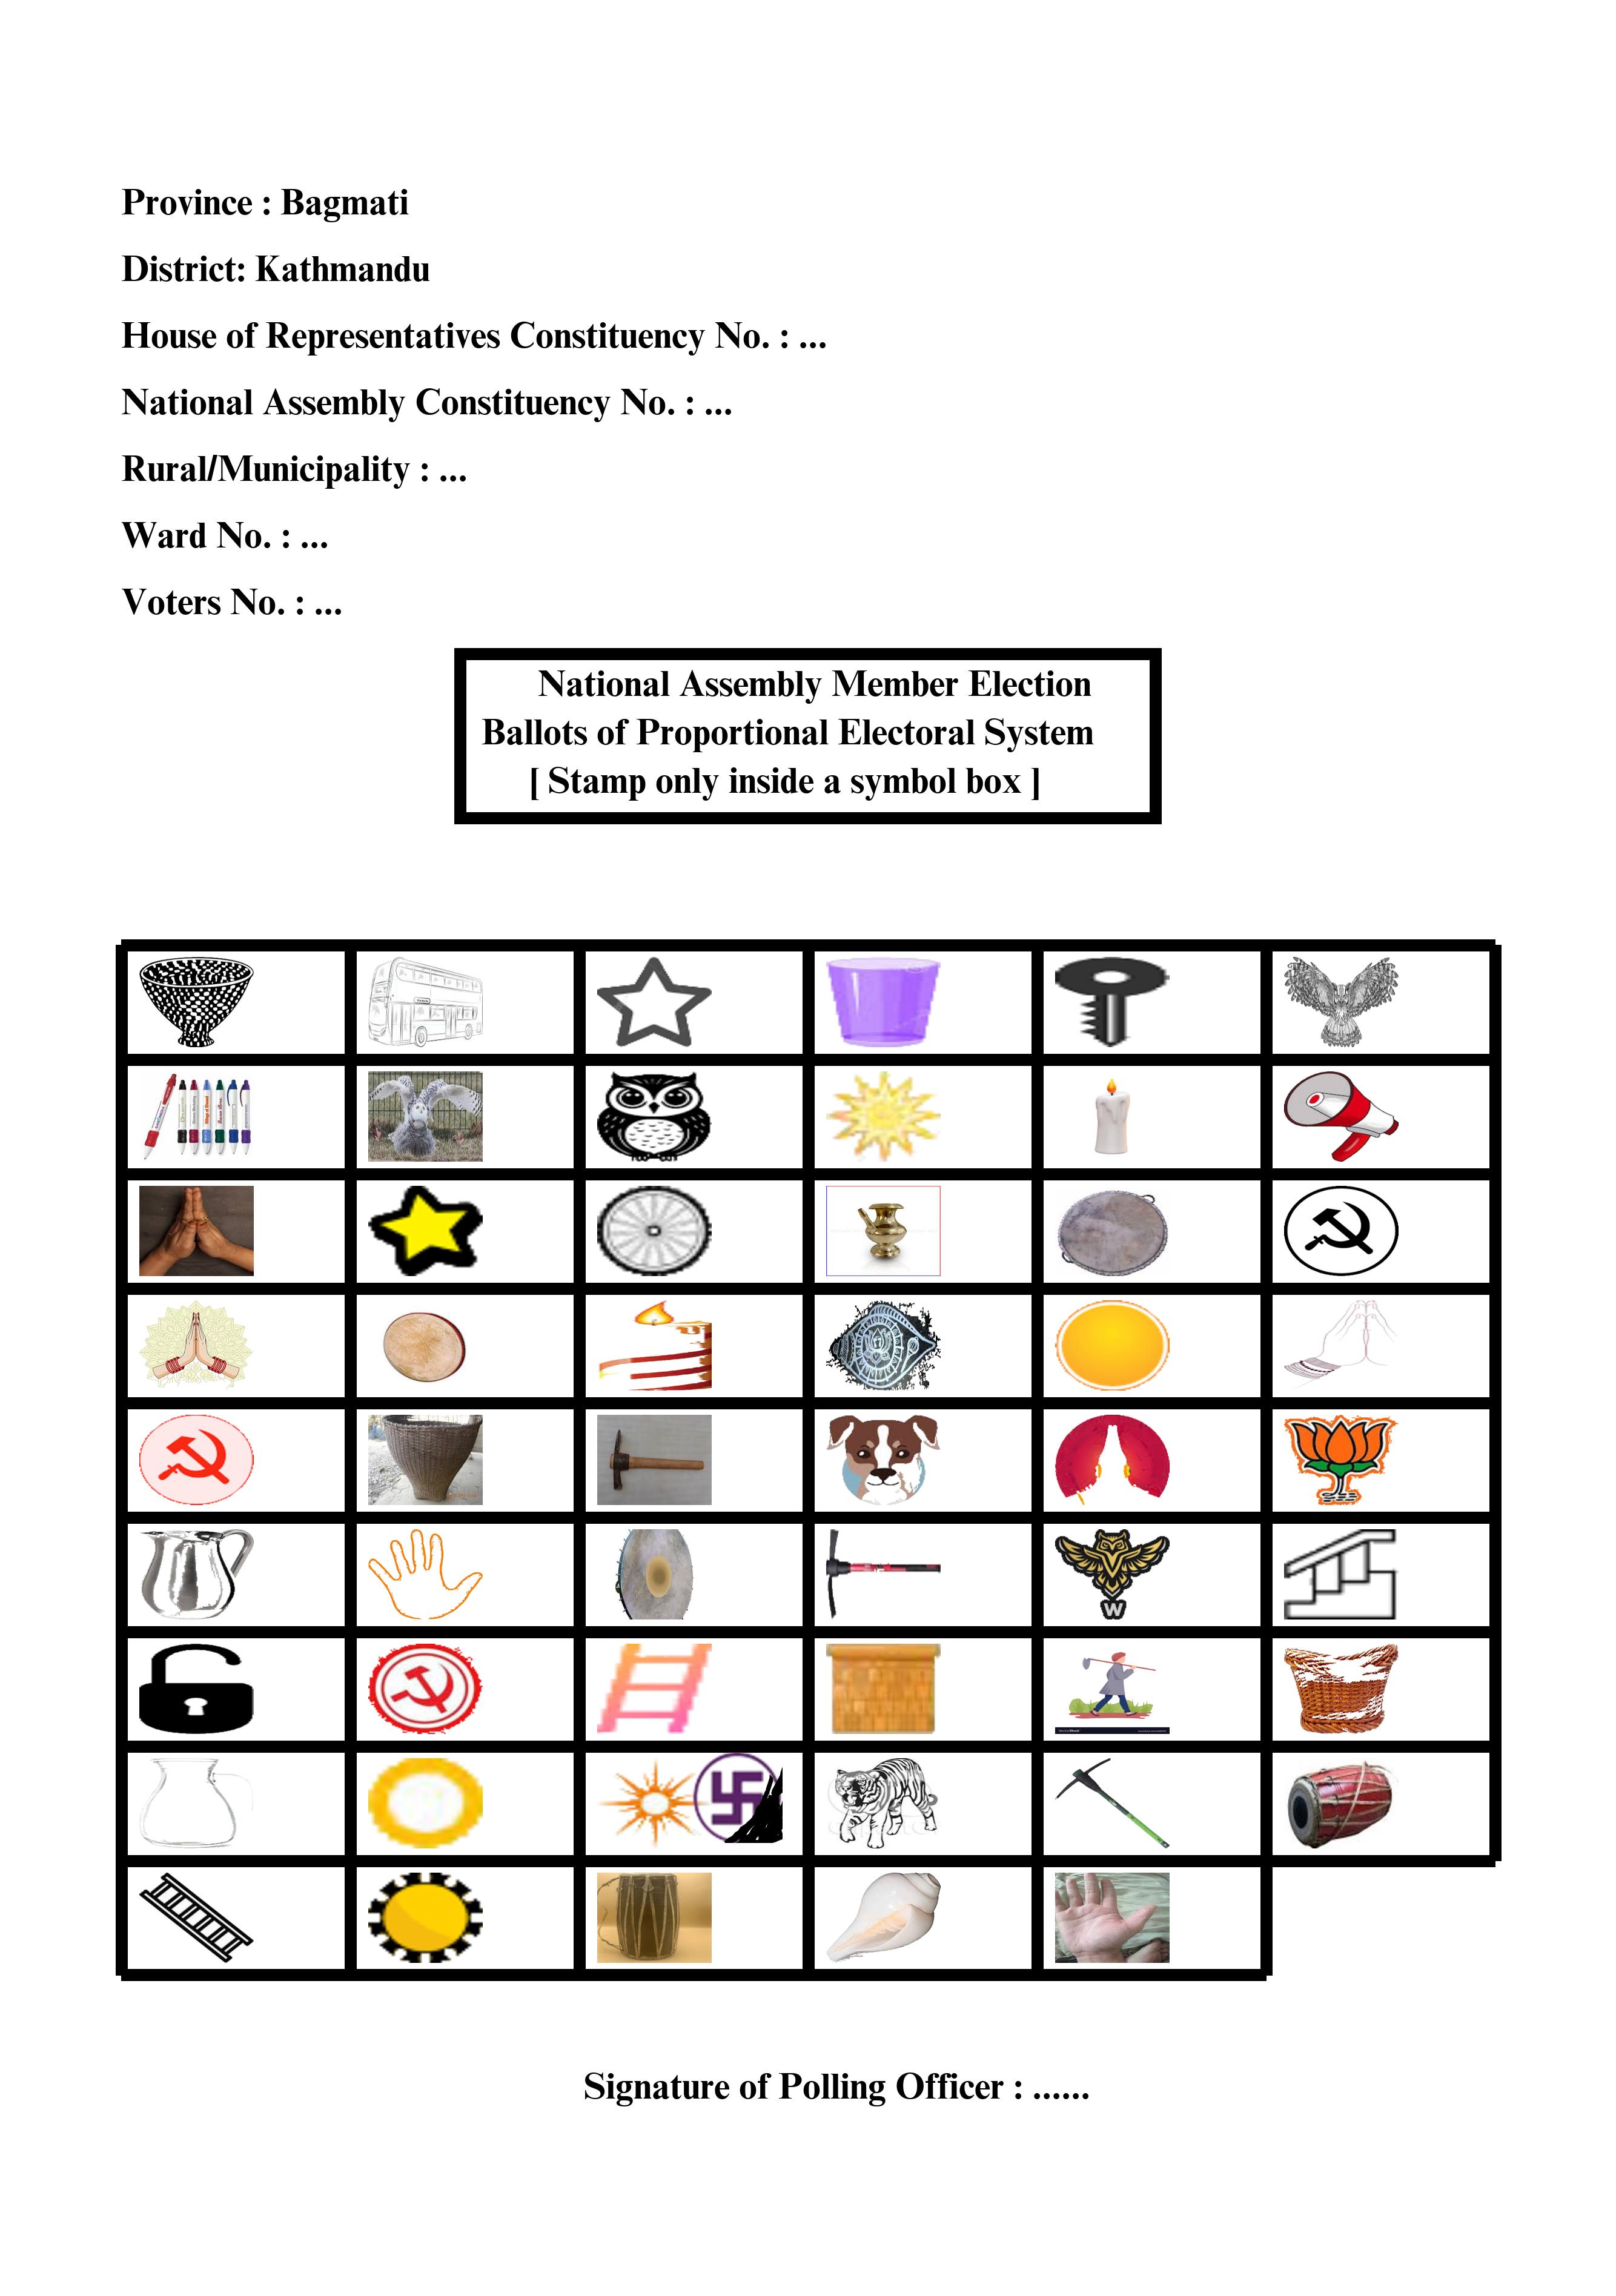 Province : Bagmati
District: Kathmandu
House of Representatives Constituency No. : ...
National Assembly Constituency No. : ...
Rural/Municipality : ...
Ward No. : ...
Voters No. : ...
National Assembly Member Election
Ballots of Proportional Electoral System
[ Stamp only inside a symbol box ]
W
Signature of Polling Officer : ......